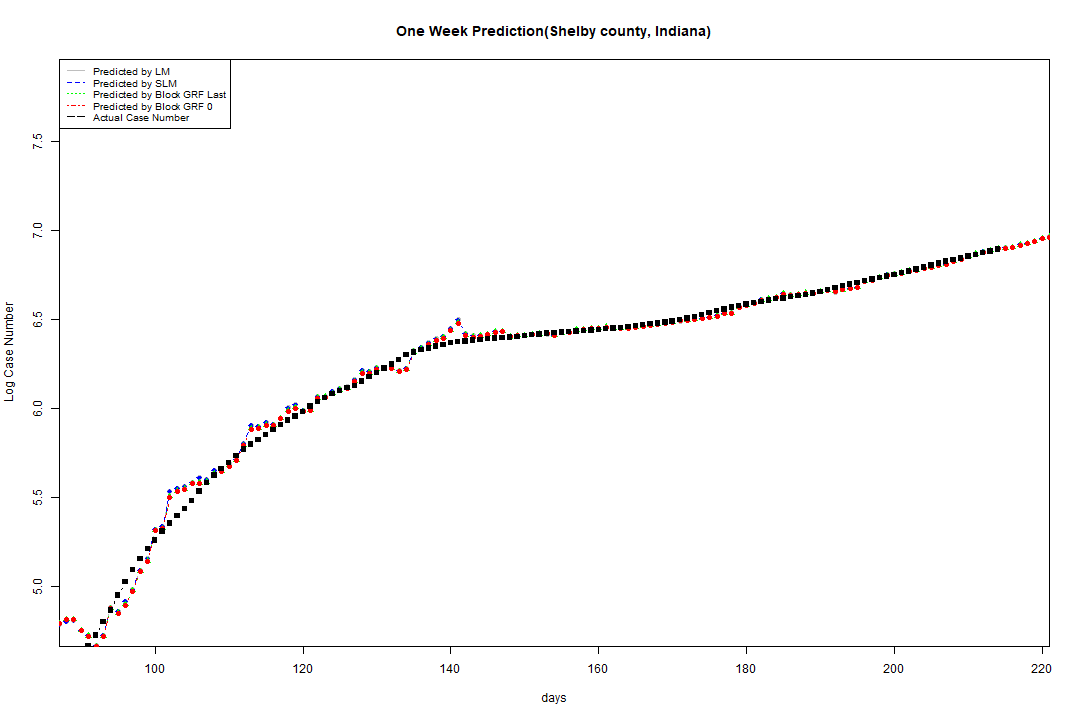 One Week Prediction(Shelby county, Indiana)
Predicted by LM
Predicted by SLM
Predicted by Block GRF Last
Predicted by Block GRF 0
Actual Case Number
Log Case Number
7.5
7.0
6.5
6.0
5.5
5.0
100 120 140 160 180 200 220
days